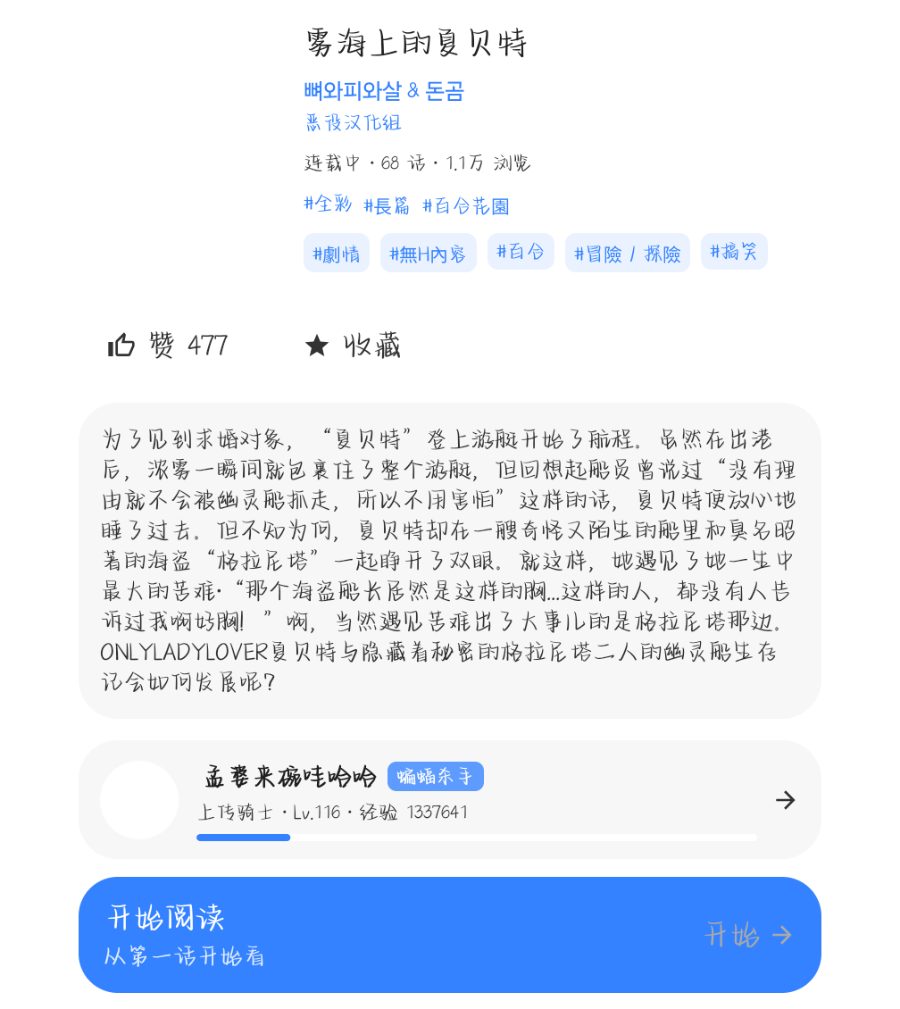 雾海上的夏贝特
뼈와피와살 & 돈곰
恶役汉化组
连载中·68 话·1.1万 浏览
#全彩 #長篇 #百合花園
#劇情 #無H內容 #百合 #冒險 / 探險 #搞笑
赞 477 收藏
为了见到求婚对象，“夏贝特”登上游艇开始了航程。虽然在出港
后，浓雾一瞬间就包裹住了整个游艇，但回想起船员曾说过“没有理
由就不会被幽灵船抓走，所以不用害怕”这样的话，夏贝特便放心地
睡了过去。但不知为何，夏贝特却在一艘奇怪又陌生的船里和臭名昭
著的海盗“格拉尼塔”一起睁开了双眼。就这样，她遇见了她一生中
最大的苦难·“那个海盗船长居然是这样的胸...这样的人，都没有人告
诉过我啊好胸！”啊，当然遇见苦难出了大事儿的是格拉尼塔那边。
ONLYLADYLOVER夏贝特与隐藏着秘密的格拉尼塔二人的幽灵船生存
记会如何发展呢？
孟婆来碗哇哈哈 蝙蝠杀手
上传骑士·Lv.116·经验 1337641
开始阅读
从第一话开始看
开始